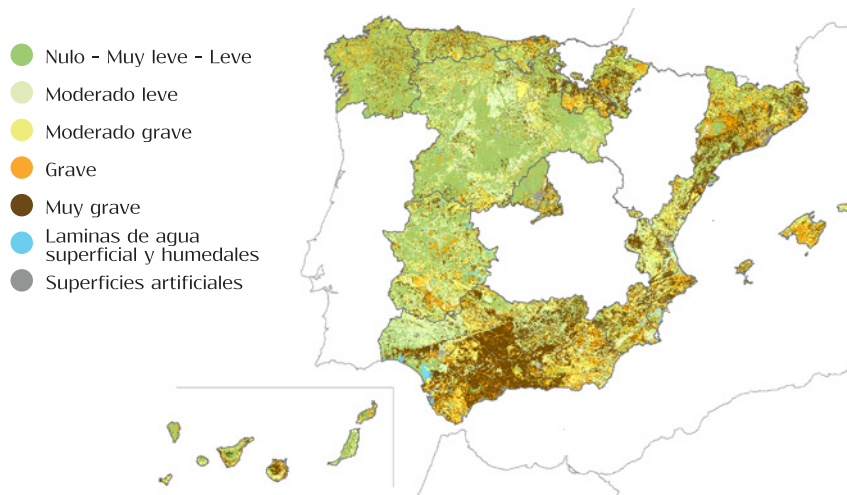 Nulo - Muy leve - Leve
Moderado leve
Moderado grave
Grave
Muy grave
Laminas de agua
superficial y humedales
Superficies artificiales